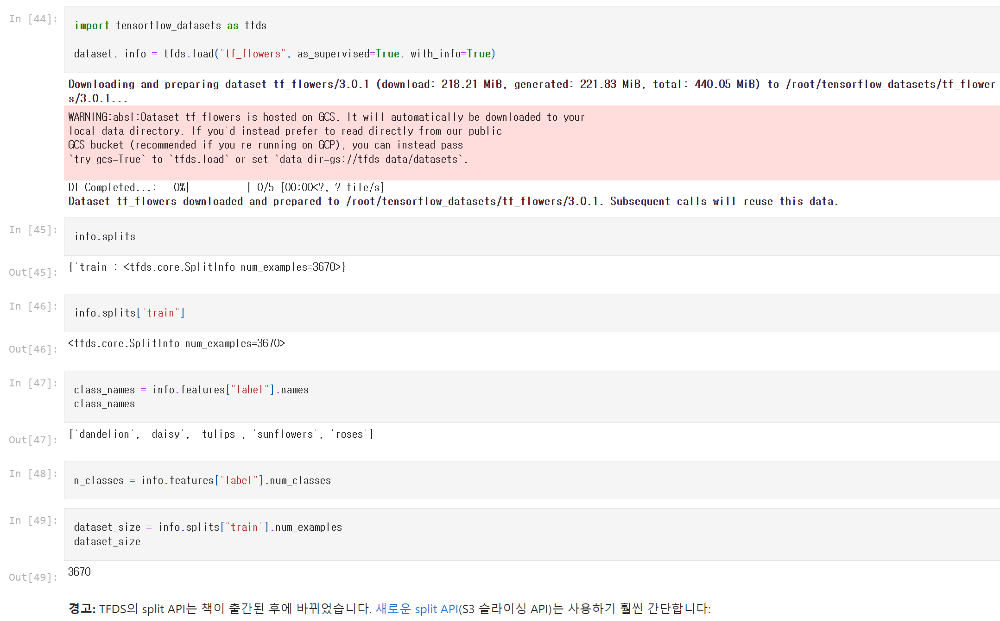 In [44]:
import tensorflow_datasets as tfds
dataset, info = tfds.load("tf_flowers", as_supervised=True, with_info=True)
Downloading and preparing dataset tf_flowers/3.0.1 (download: 218.21 MiB, generated: 221.83 MiB, total: 440.05 MiB) to /root/tensorflow_datasets/tf_flower
s/3.0.1...
WARNING:absl:Dataset tf_flowers is hosted on GCS. It will automatically be downloaded to your
local data directory. If you'd instead prefer to read directly from our public
GCS bucket (recommended if you're running on GCP), you can instead pass
`try_gcs=True` to `tfds.load` or set `data_dir=gs://tfds-data/datasets`.
Dl Completed...:   0%|          | 0/5 [00:00<?, ? file/s]
Dataset tf_flowers downloaded and prepared to /root/tensorflow_datasets/tf_flowers/3.0.1. Subsequent calls will reuse this data.
In [45]:
info.splits
Out[45]:
{'train': <tfds.core.SplitInfo num_examples=3670>}
In [46]:
info.splits["train"]
Out[46]:
<tfds.core.SplitInfo num_examples=3670>
In [47]:
class_names = info.features["label"].names
class_names
Out[47]:
['dandelion', 'daisy', 'tulips', 'sunflowers', 'roses']
In [48]:
n_classes = info.features["label"].num_classes
In [49]:
dataset_size = info.splits["train"].num_examples
dataset_size
Out[49]:
3670
경고: TFDS의 split API는 책이 출간된 후에 바뀌었습니다. 새로운 split API(S3 슬라이싱 API)는 사용하기 훨씬 간단합니다: